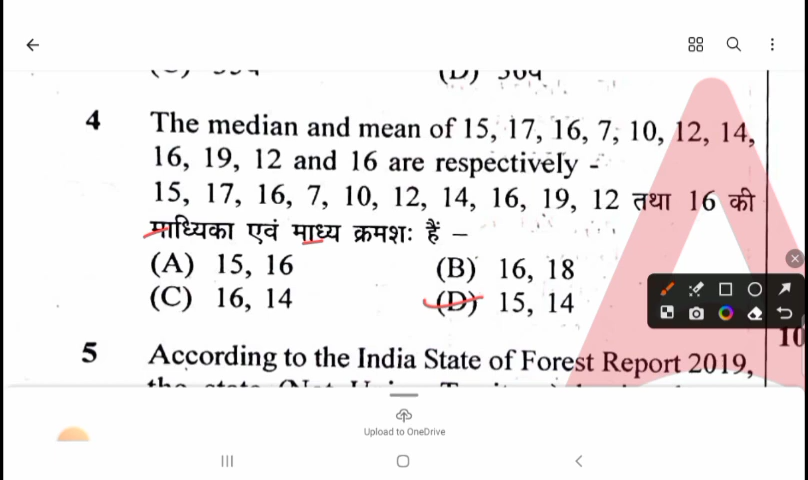 4 The median and mean of 15, 17, 16, 7, 10, 12, 14,
16, 19, 12 and 16 are respectively -
15, 17, 16, 7, 10, 12, 14, 16, 19, 12 तथा 16 की
माध्यिका एवं माध्य क्रमशः हैं –
(A) 15, 16 (B) 16, 18
(C) 16, 14 (D) 15, 14
10
5 According to the India State of Forest Report 2019,
Upload to OneDrive